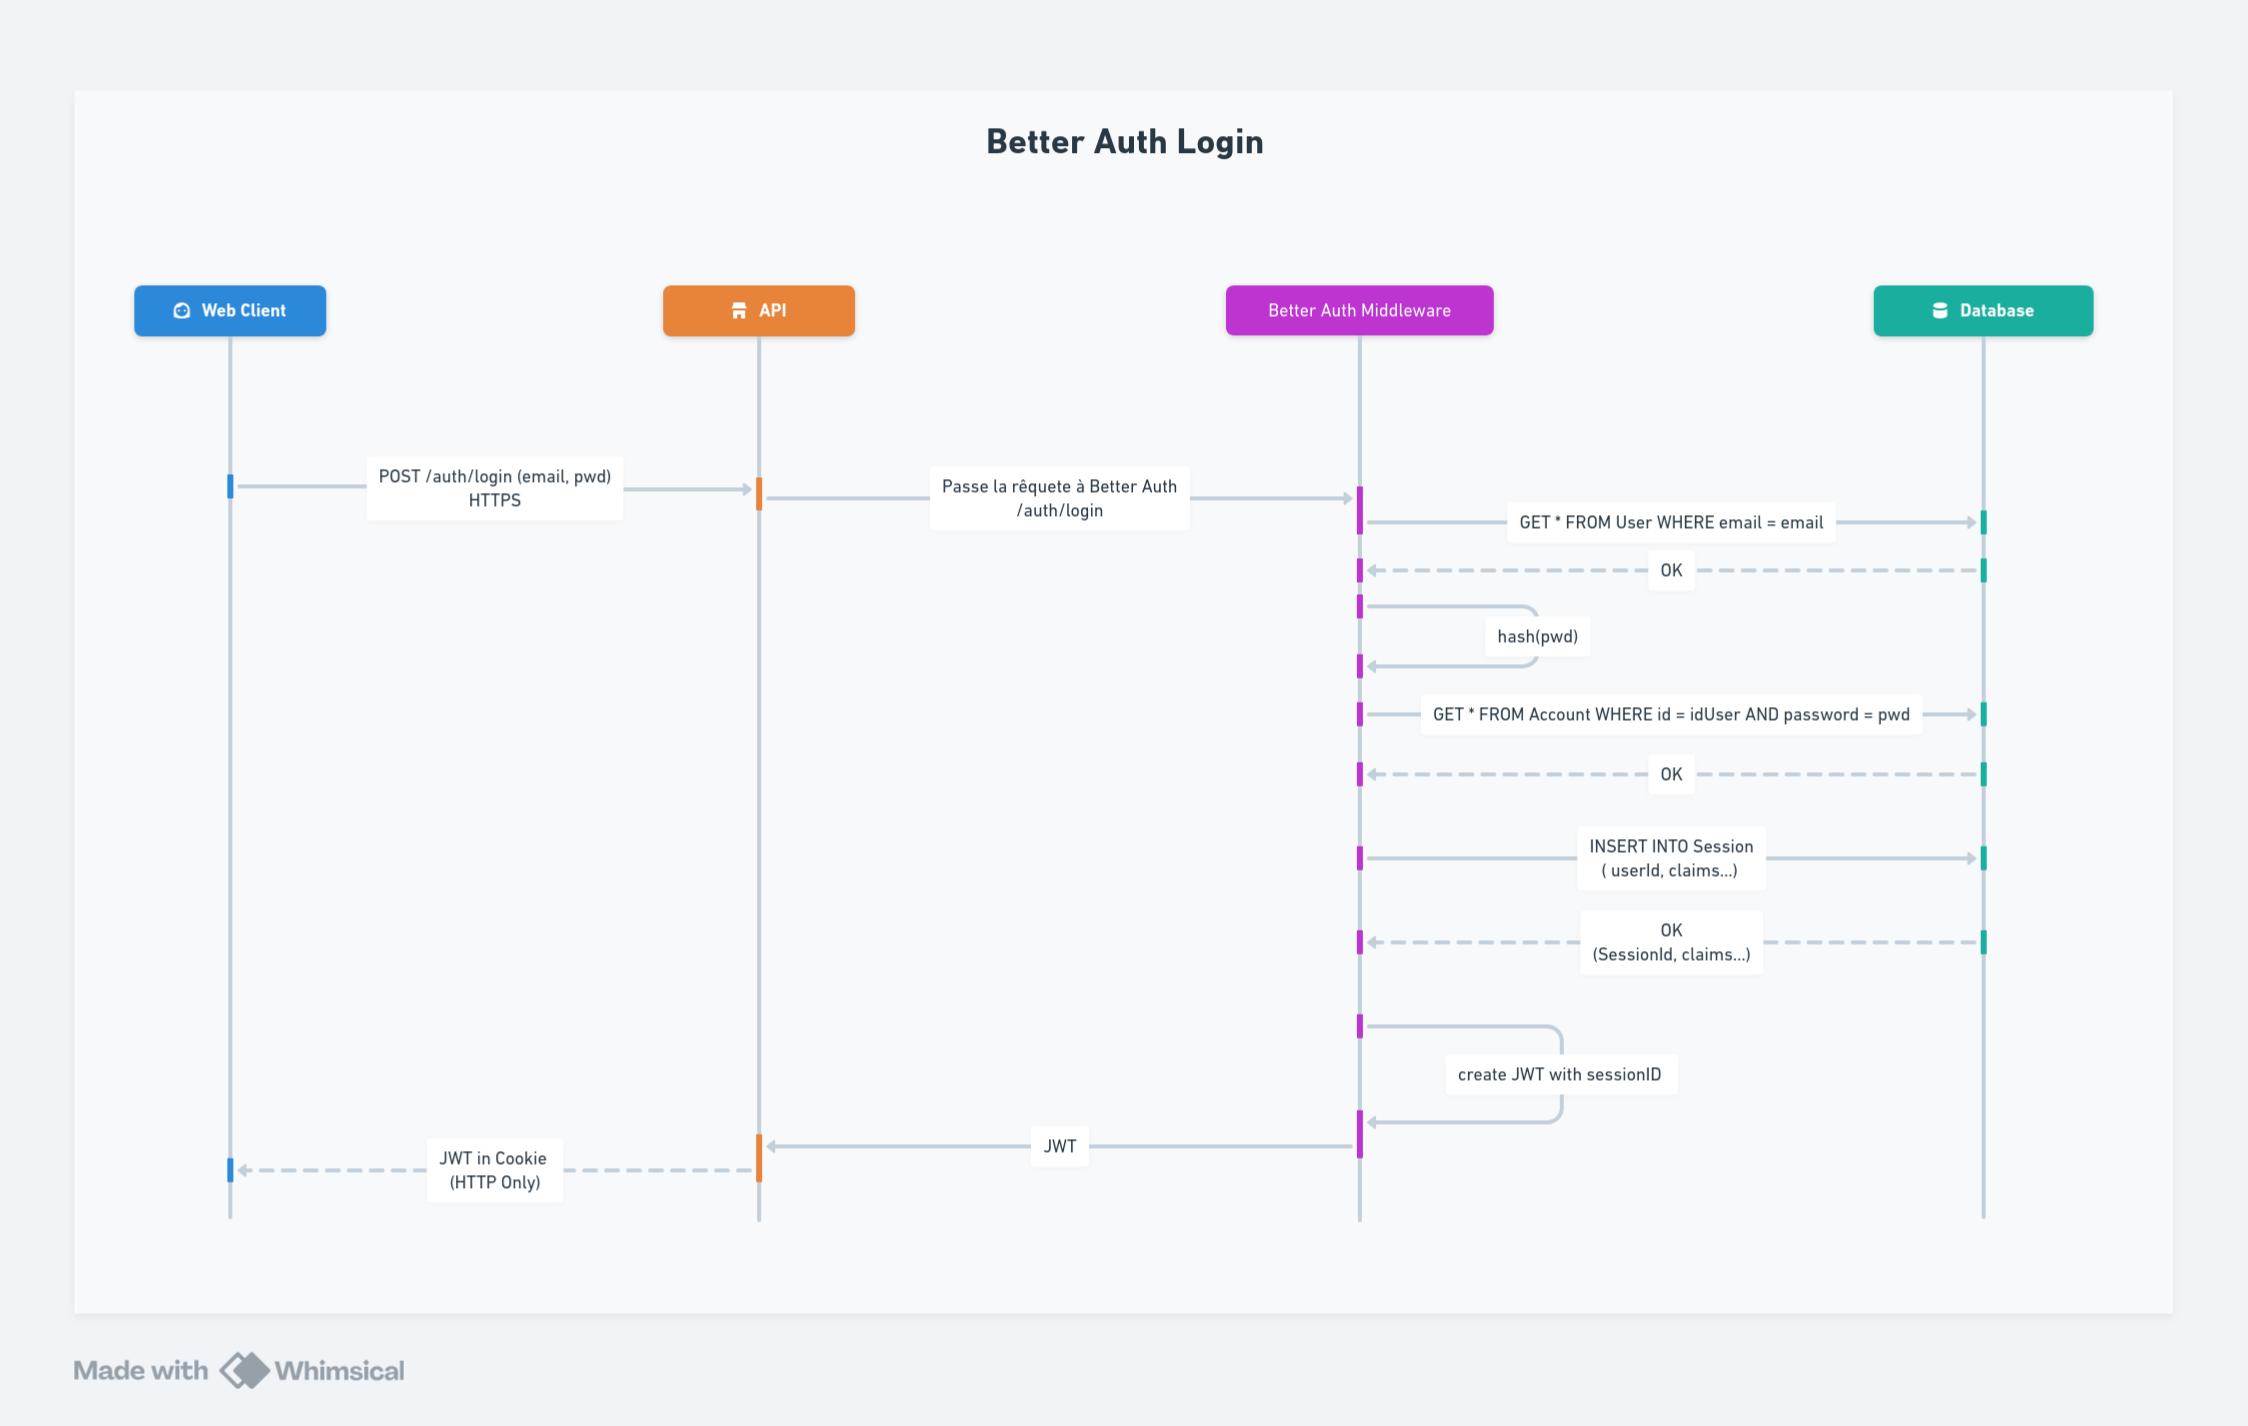 Better Auth Login
Web Client
API
Better Auth Middleware
Database
POST /auth/login (email, pwd)
HTTPS
Passe la rêquete à Better Auth
/auth/login
GET * FROM User WHERE email = email
OK
hash(pwd)
GET * FROM Account WHERE id = idUser AND password = pwd
OK
INSERT INTO Session
( userId, claims...)
OK
(SessionId, claims...)
create JWT with sessionID
JWT
JWT in Cookie
(HTTP Only)
Made with Whimsical